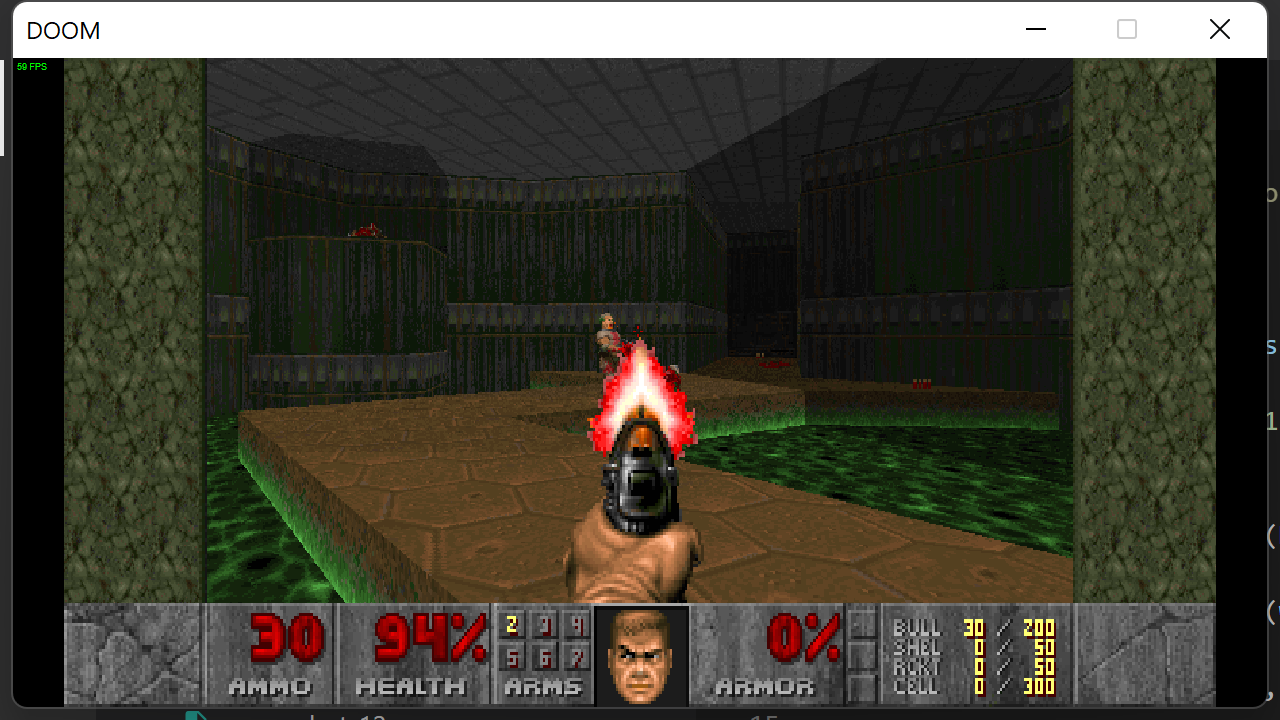 DOOM
59 FPS
30
94%
2 3 4
5 6 7
0%
AMMO
HEALTH
ARMS
ARMOR
BULL 30 / 200
SHEL 0 / 50
RCKT 0 / 50
CELL 0 / 300